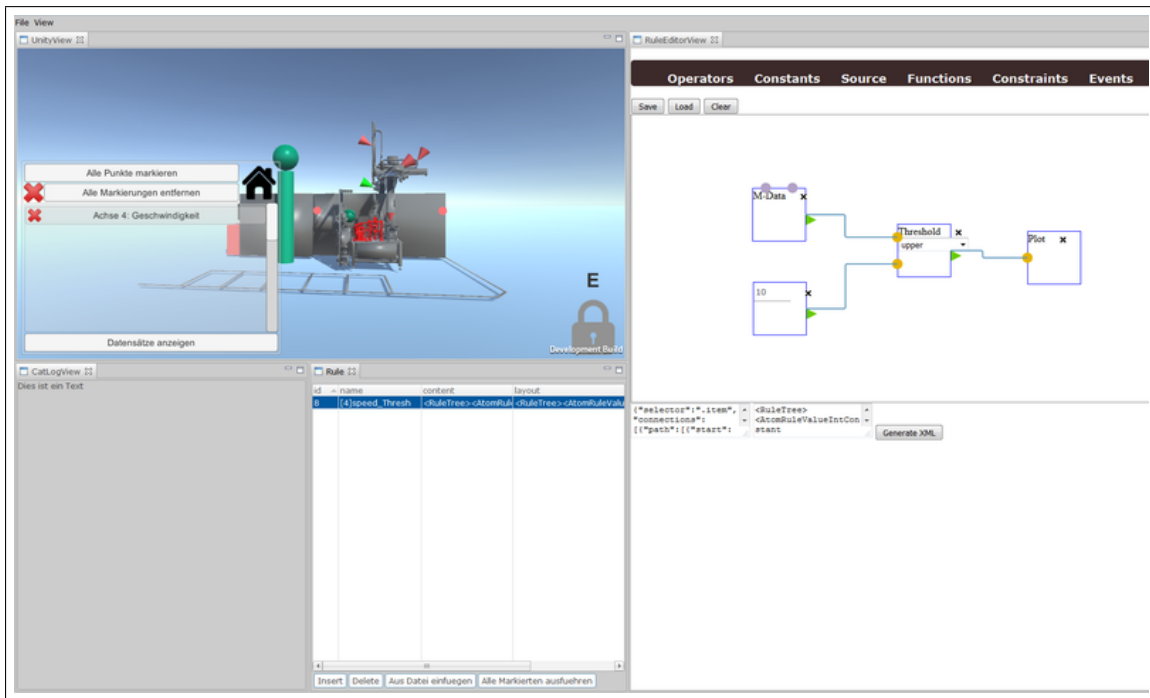 File View
UnityView
Alle Punkte markieren
Alle Markierungen entfernen
Achse 4: Geschwindigkeit
Datensätze anzeigen
E
Development Build
CatLogView
Dies ist ein Text
Rule
id name content layout
8 [4]speed_Thresh <RuleTree><AtomRul <RuleTree><AtomRuleValu
Insert Delete Aus Datei einfuegen Alle Markierten ausfuehren
RuleEditorView
Operators Constants Source Functions Constraints Events
Save Load Clear
M-Data x
Threshold x
upper
Plot x
10 x
{"selector":".item",
"connections":
[{"path":[{"start":
<RuleTree>
<AtomRuleValueIntCon
stant
Generate XML